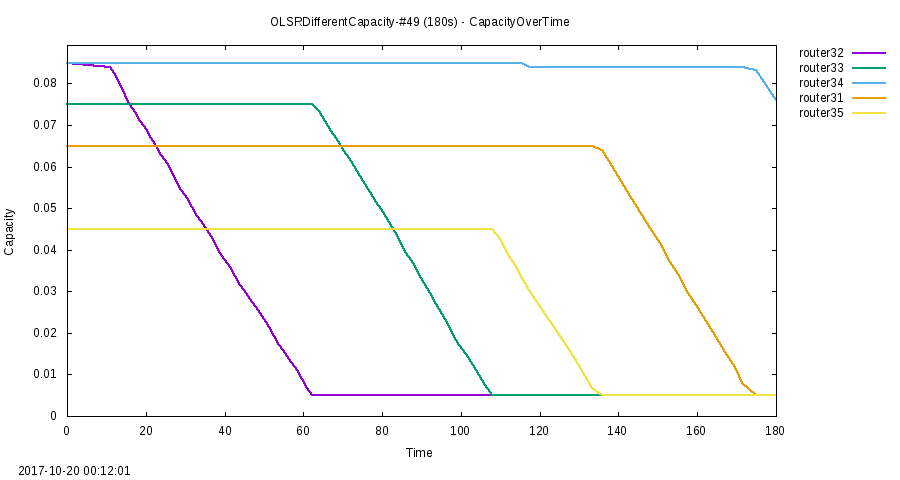 OLSRDifferentCapacity-#49 (180s) - CapacityOverTime
router32
router33
router34
router31
router35
0.08
0.07
0.06
0.05
0.04
0.03
0.02
0.01
0
Capacity
0 20 40 60 80 100 120 140 160 180
Time
2017-10-20 00:12:01